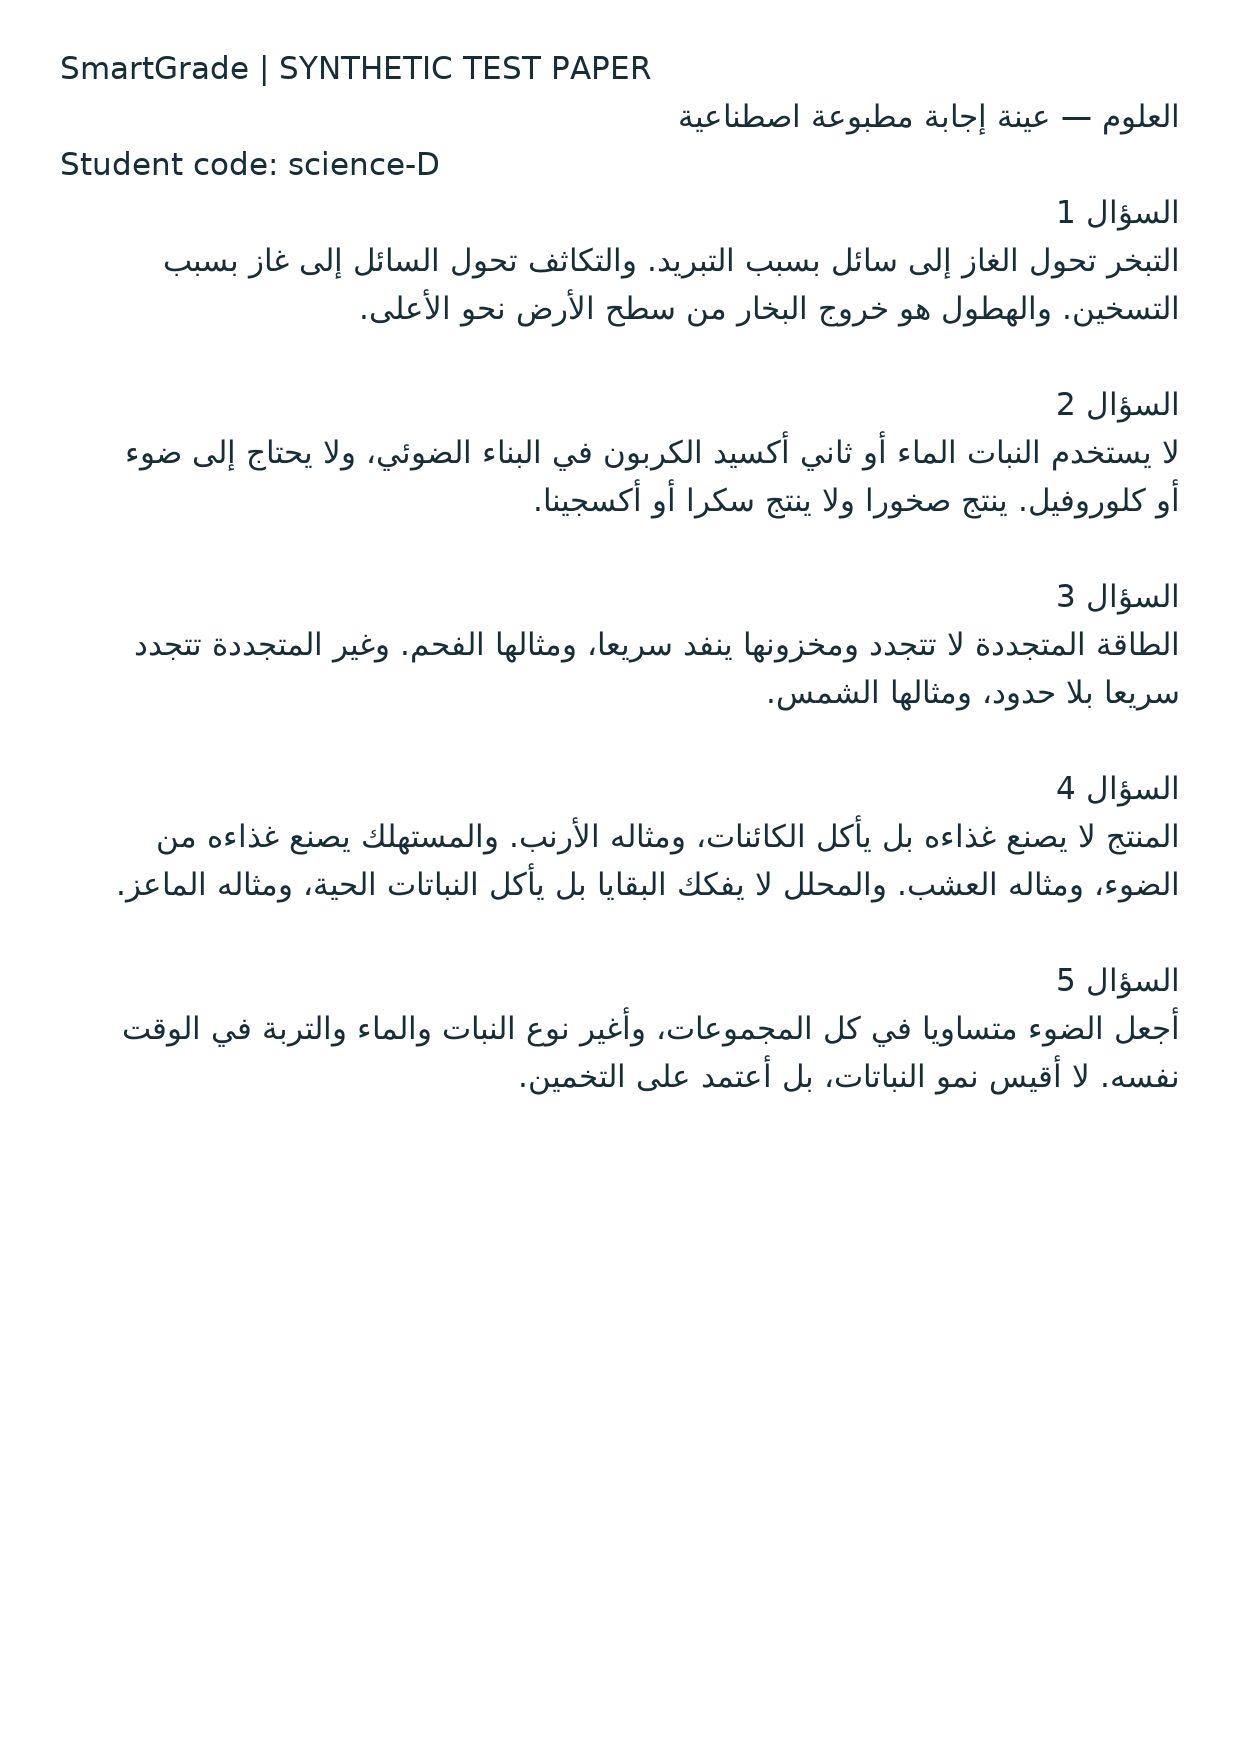 SmartGrade | SYNTHETIC TEST PAPER
العلوم — عينة إجابة مطبوعة اصطناعية
Student code: science-D
السؤال 1
التبخر تحول الغاز إلى سائل بسبب التبريد. والتكاثف تحول السائل إلى غاز بسبب
التسخين. والهطول هو خروج البخار من سطح الأرض نحو الأعلى.
السؤال 2
لا يستخدم النبات الماء أو ثاني أكسيد الكربون في البناء الضوئي، ولا يحتاج إلى ضوء
أو كلوروفيل. ينتج صخورا ولا ينتج سكرا أو أكسجينا.
السؤال 3
الطاقة المتجددة لا تتجدد ومخزونها ينفد سريعا، ومثالها الفحم. وغير المتجددة تتجدد
سريعا بلا حدود، ومثالها الشمس.
السؤال 4
المنتج لا يصنع غذاءه بل يأكل الكائنات، ومثاله الأرنب. والمستهلك يصنع غذاءه من
الضوء، ومثاله العشب. والمحلل لا يفكك البقايا بل يأكل النباتات الحية، ومثاله الماعز.
السؤال 5
أجعل الضوء متساويا في كل المجموعات، وأغير نوع النبات والماء والتربة في الوقت
نفسه. لا أقيس نمو النباتات، بل أعتمد على التخمين.